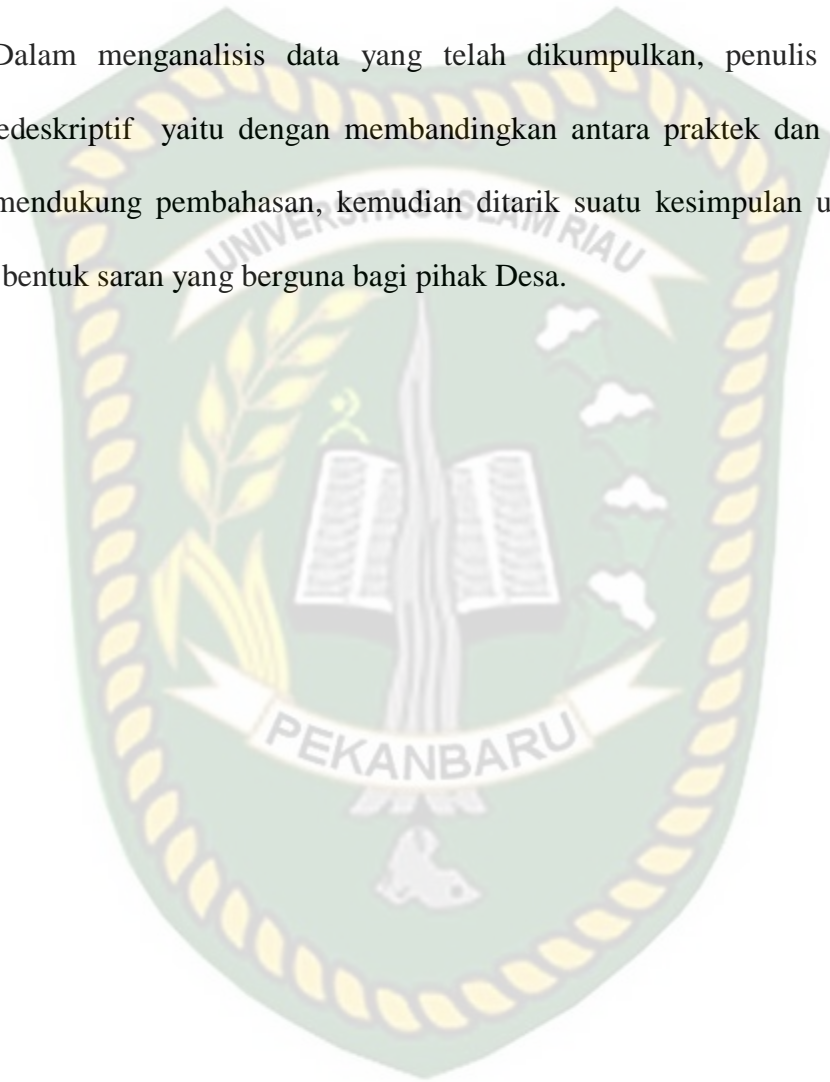 Dalam menganalisis data yang telah dikumpulkan, penulis
edeskriptif yaitu dengan membandingkan antara praktek dan
mendukung pembahasan, kemudian ditarik suatu kesimpulan u
bentuk saran yang berguna bagi pihak Desa.
UNIVERSITAS ISLAM RIAU
PEKANBARU